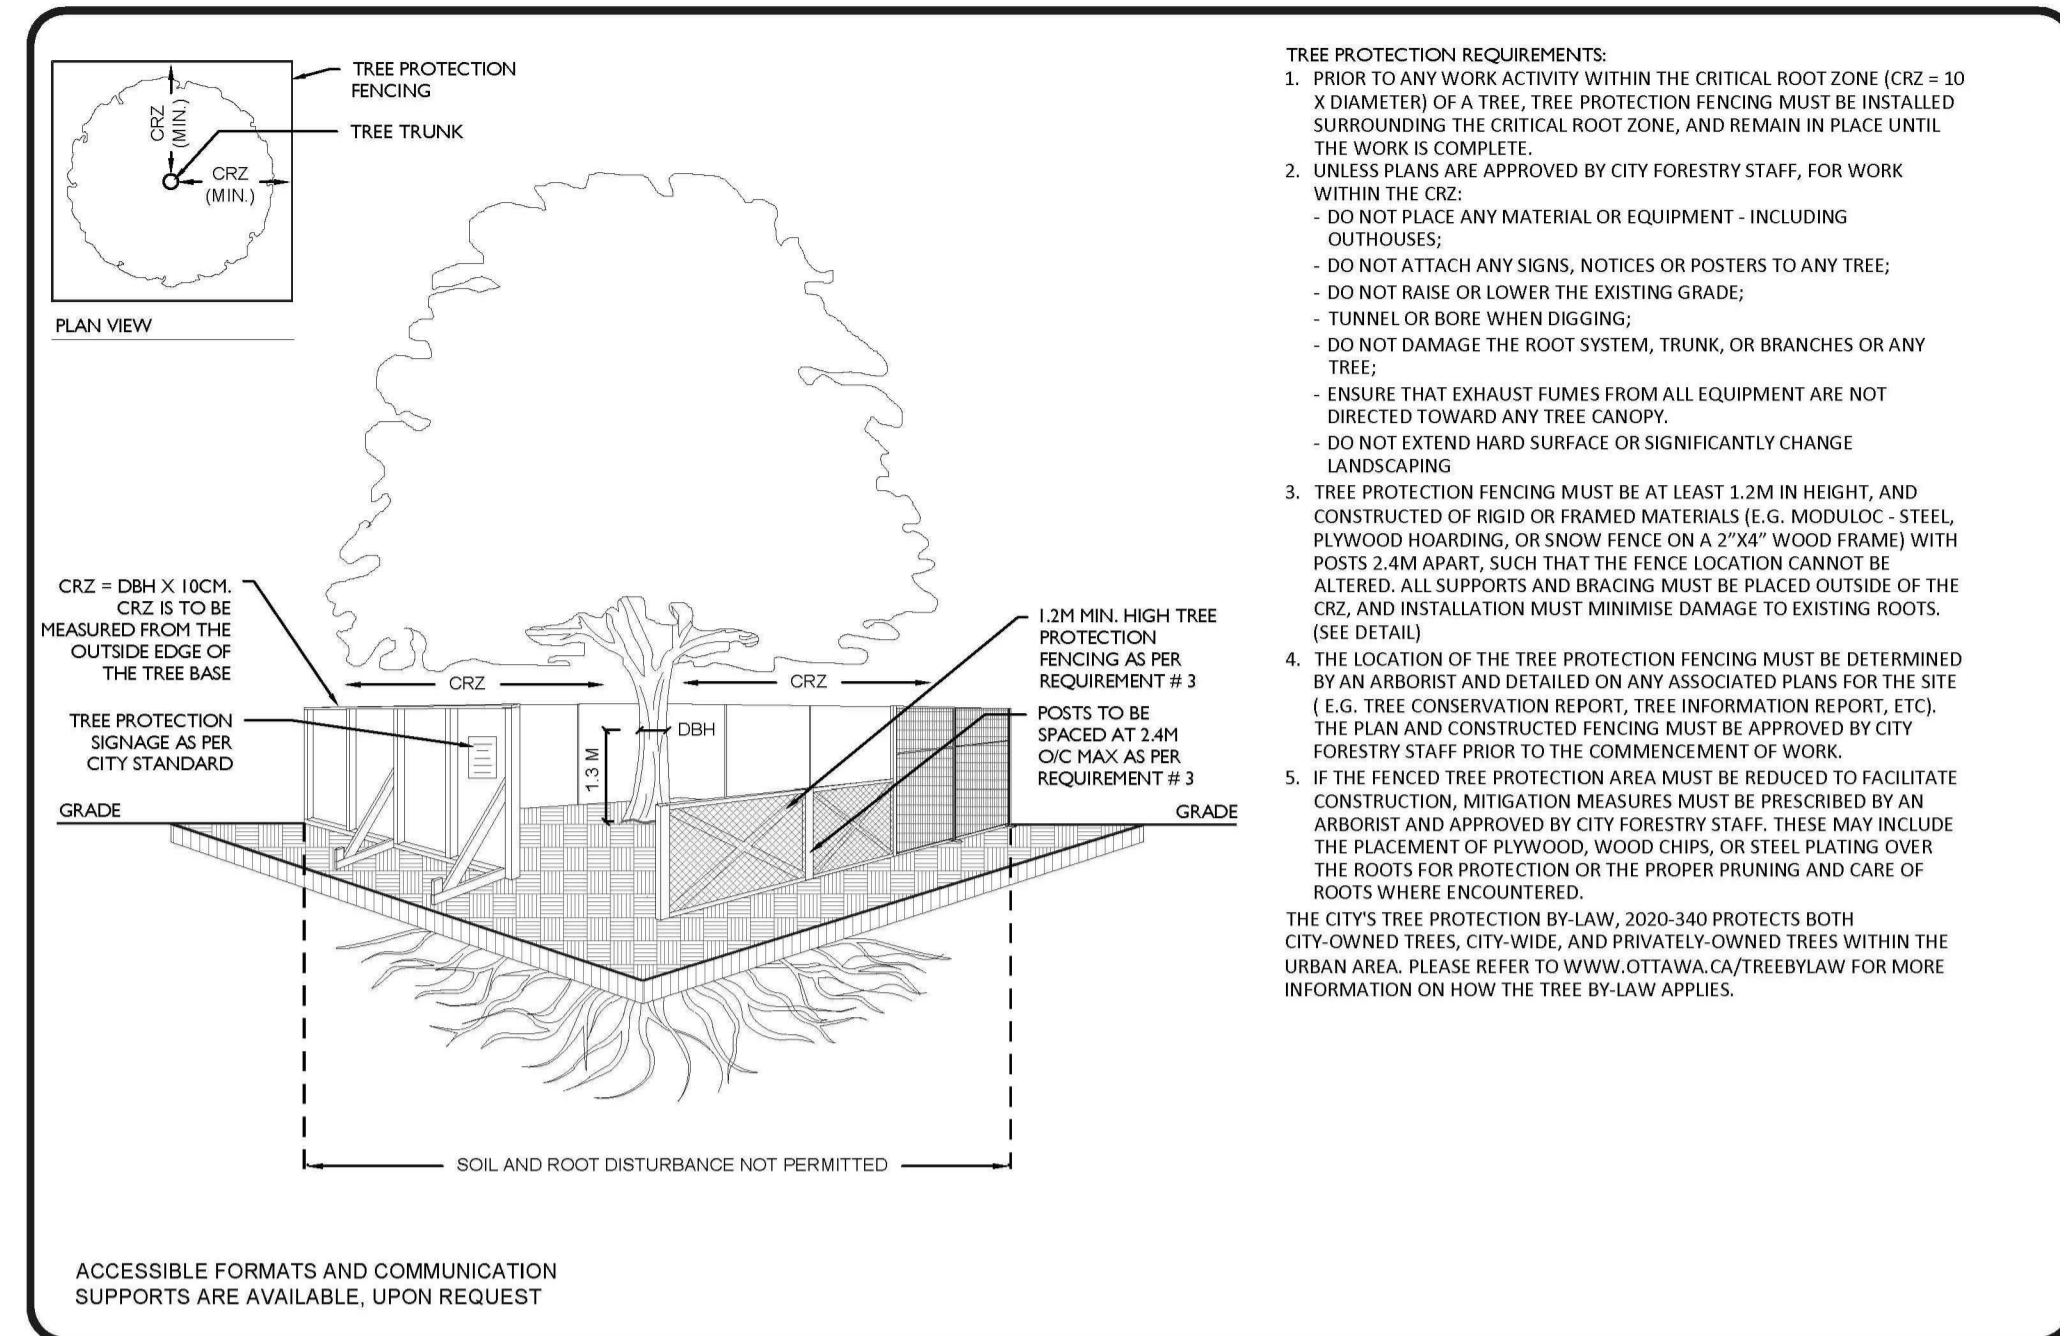 TREE PROTECTION
FENCING
TREE TRUNK
CRZ
(MIN.)
CRZ
(MIN.)
PLAN VIEW
CRZ = DBH X 10CM.
CRZ IS TO BE
MEASURED FROM THE
OUTSIDE EDGE OF
THE TREE BASE
TREE PROTECTION
SIGNAGE AS PER
CITY STANDARD
GRADE
CRZ
CRZ
DBH
1.3 M
1.2M MIN. HIGH TREE
PROTECTION
FENCING AS PER
REQUIREMENT # 3
POSTS TO BE
SPACED AT 2.4M
O/C MAX AS PER
REQUIREMENT # 3
GRADE
SOIL AND ROOT DISTURBANCE NOT PERMITTED
ACCESSIBLE FORMATS AND COMMUNICATION
SUPPORTS ARE AVAILABLE, UPON REQUEST
TREE PROTECTION REQUIREMENTS:
1. PRIOR TO ANY WORK ACTIVITY WITHIN THE CRITICAL ROOT ZONE (CRZ = 10
X DIAMETER) OF A TREE, TREE PROTECTION FENCING MUST BE INSTALLED
SURROUNDING THE CRITICAL ROOT ZONE, AND REMAIN IN PLACE UNTIL
THE WORK IS COMPLETE.
2. UNLESS PLANS ARE APPROVED BY CITY FORESTRY STAFF, FOR WORK
WITHIN THE CRZ:
- DO NOT PLACE ANY MATERIAL OR EQUIPMENT - INCLUDING
OUTHOUSES;
- DO NOT ATTACH ANY SIGNS, NOTICES OR POSTERS TO ANY TREE;
- DO NOT RAISE OR LOWER THE EXISTING GRADE;
- TUNNEL OR BORE WHEN DIGGING;
- DO NOT DAMAGE THE ROOT SYSTEM, TRUNK, OR BRANCHES OR ANY
TREE;
- ENSURE THAT EXHAUST FUMES FROM ALL EQUIPMENT ARE NOT
DIRECTED TOWARD ANY TREE CANOPY.
- DO NOT EXTEND HARD SURFACE OR SIGNIFICANTLY CHANGE
LANDSCAPING
3. TREE PROTECTION FENCING MUST BE AT LEAST 1.2M IN HEIGHT, AND
CONSTRUCTED OF RIGID OR FRAMED MATERIALS (E.G. MODULOC - STEEL,
PLYWOOD HOARDING, OR SNOW FENCE ON A 2”X4” WOOD FRAME) WITH
POSTS 2.4M APART, SUCH THAT THE FENCE LOCATION CANNOT BE
ALTERED. ALL SUPPORTS AND BRACING MUST BE PLACED OUTSIDE OF THE
CRZ, AND INSTALLATION MUST MINIMISE DAMAGE TO EXISTING ROOTS.
(SEE DETAIL)
4. THE LOCATION OF THE TREE PROTECTION FENCING MUST BE DETERMINED
BY AN ARBORIST AND DETAILED ON ANY ASSOCIATED PLANS FOR THE SITE
( E.G. TREE CONSERVATION REPORT, TREE INFORMATION REPORT, ETC).
THE PLAN AND CONSTRUCTED FENCING MUST BE APPROVED BY CITY
FORESTRY STAFF PRIOR TO THE COMMENCEMENT OF WORK.
5. IF THE FENCED TREE PROTECTION AREA MUST BE REDUCED TO FACILITATE
CONSTRUCTION, MITIGATION MEASURES MUST BE PRESCRIBED BY AN
ARBORIST AND APPROVED BY CITY FORESTRY STAFF. THESE MAY INCLUDE
THE PLACEMENT OF PLYWOOD, WOOD CHIPS, OR STEEL PLATING OVER
THE ROOTS FOR PROTECTION OR THE PROPER PRUNING AND CARE OF
ROOTS WHERE ENCOUNTERED.
THE CITY'S TREE PROTECTION BY-LAW, 2020-340 PROTECTS BOTH
CITY-OWNED TREES, CITY-WIDE, AND PRIVATELY-OWNED TREES WITHIN THE
URBAN AREA. PLEASE REFER TO WWW.OTTAWA.CA/TREEBYLAW FOR MORE
INFORMATION ON HOW THE TREE BY-LAW APPLIES.